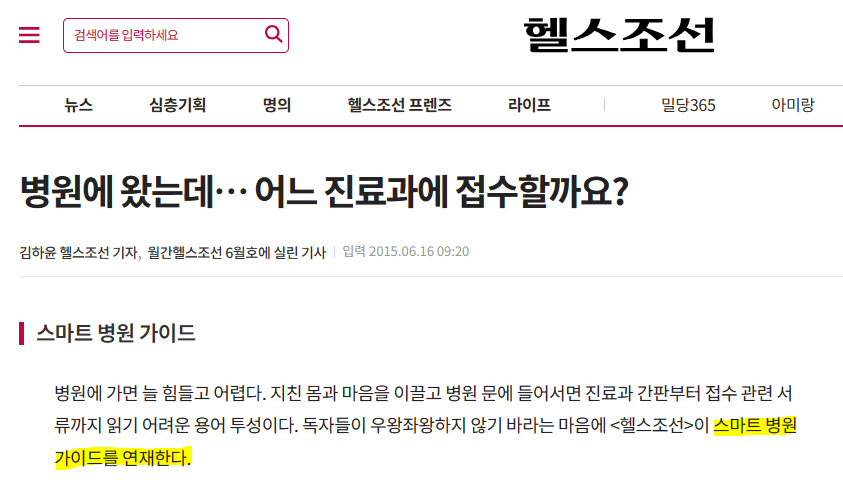 검색어를 입력하세요
헬스조선
뉴스 심층기획 명의 헬스조선 프렌즈 라이프 밀당365 아미랑
병원에 왔는데… 어느 진료과에 접수할까요?
김하윤 헬스조선 기자, 월간헬스조선 6월호에 실린 기사 입력 2015.06.16 09:20
스마트 병원 가이드
병원에 가면 늘 힘들고 어렵다. 지친 몸과 마음을 이끌고 병원 문에 들어서면 진료과 간판부터 접수 관련 서
류까지 읽기 어려운 용어 투성이다. 독자들이 우왕좌왕하지 않기 바라는 마음에 <헬스조선>이 스마트 병원
가이드를 연재한다.